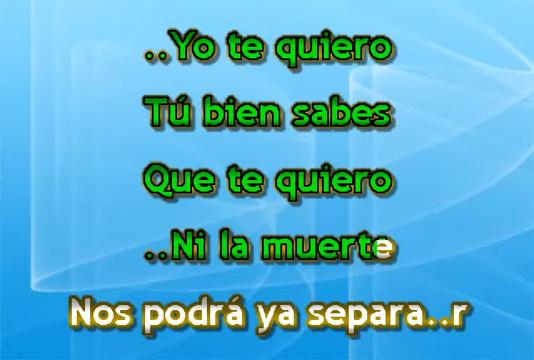 ..Yo te quiero
Tú bien sabes
Que te quiero
..Ni la muerte
Nos podrá ya separa..r